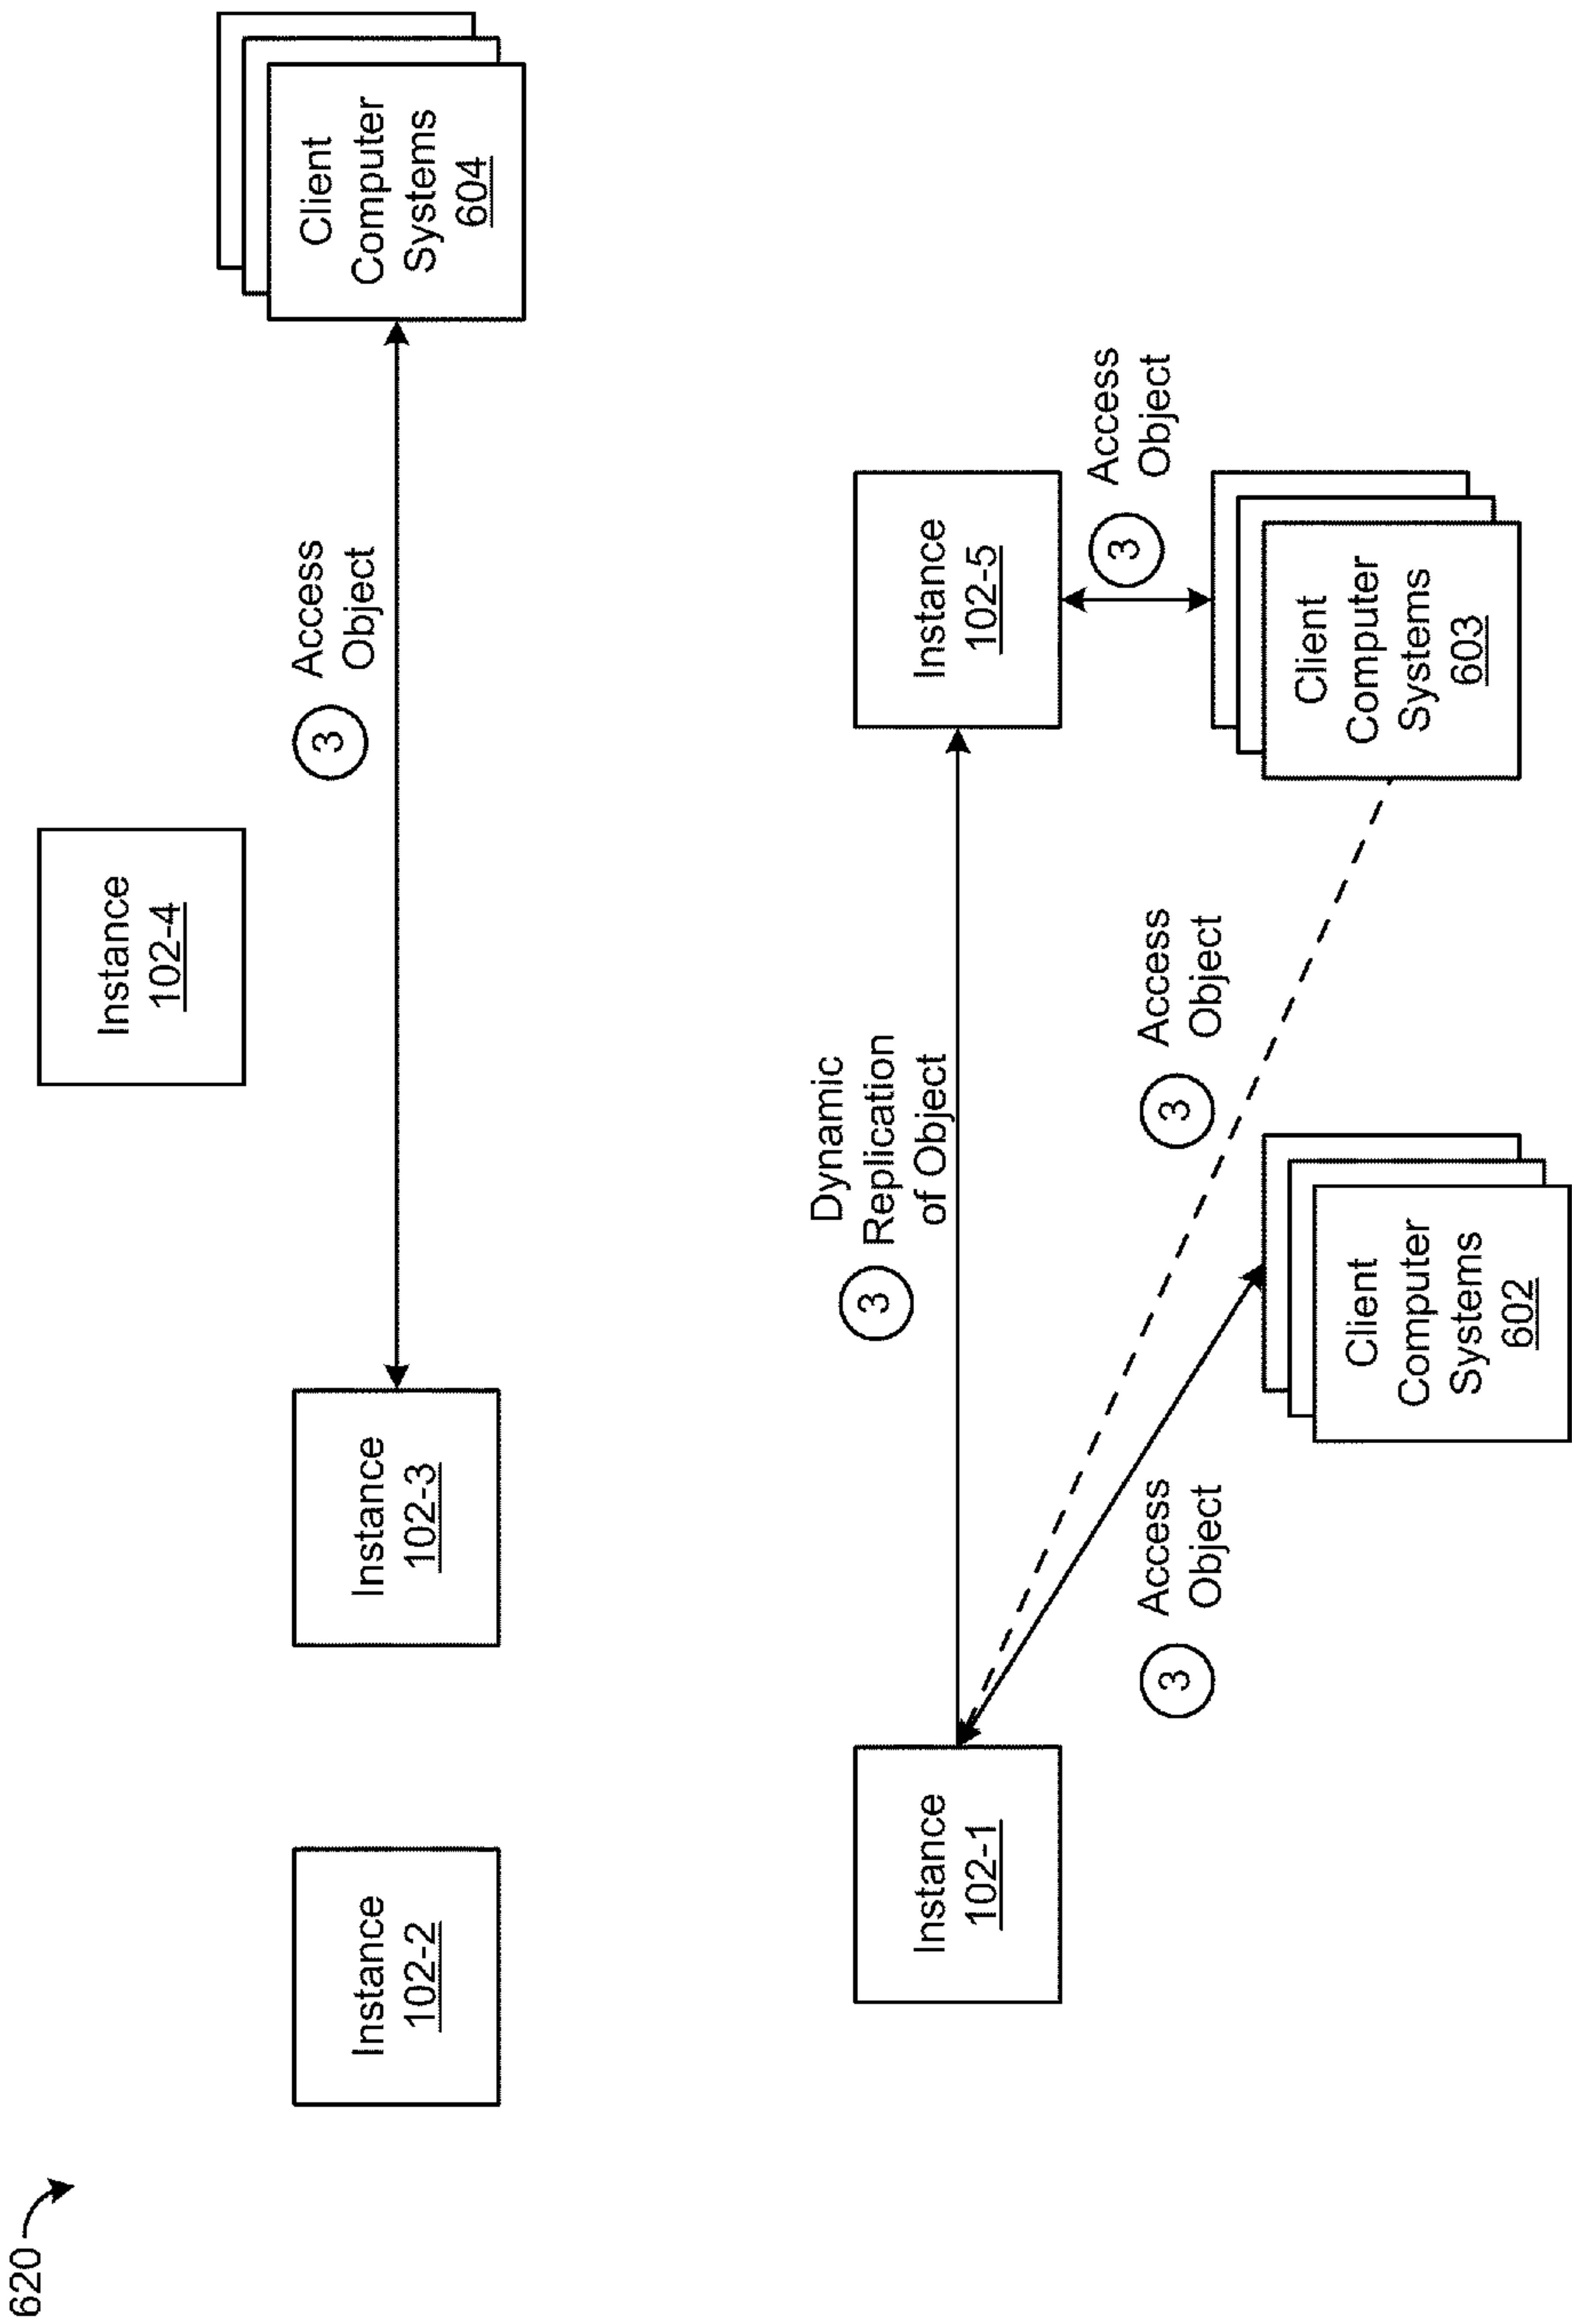 620
Instance
102-2
Instance
102-3
Instance
102-4
3
Access
Object
Client
Computer
Systems
604
Instance
102-1
3
Dynamic
Replication
of Object
Instance
102-5
3
Access
Object
3
Access
Object
3
Access
Object
Client
Computer
Systems
602
Client
Computer
Systems
603